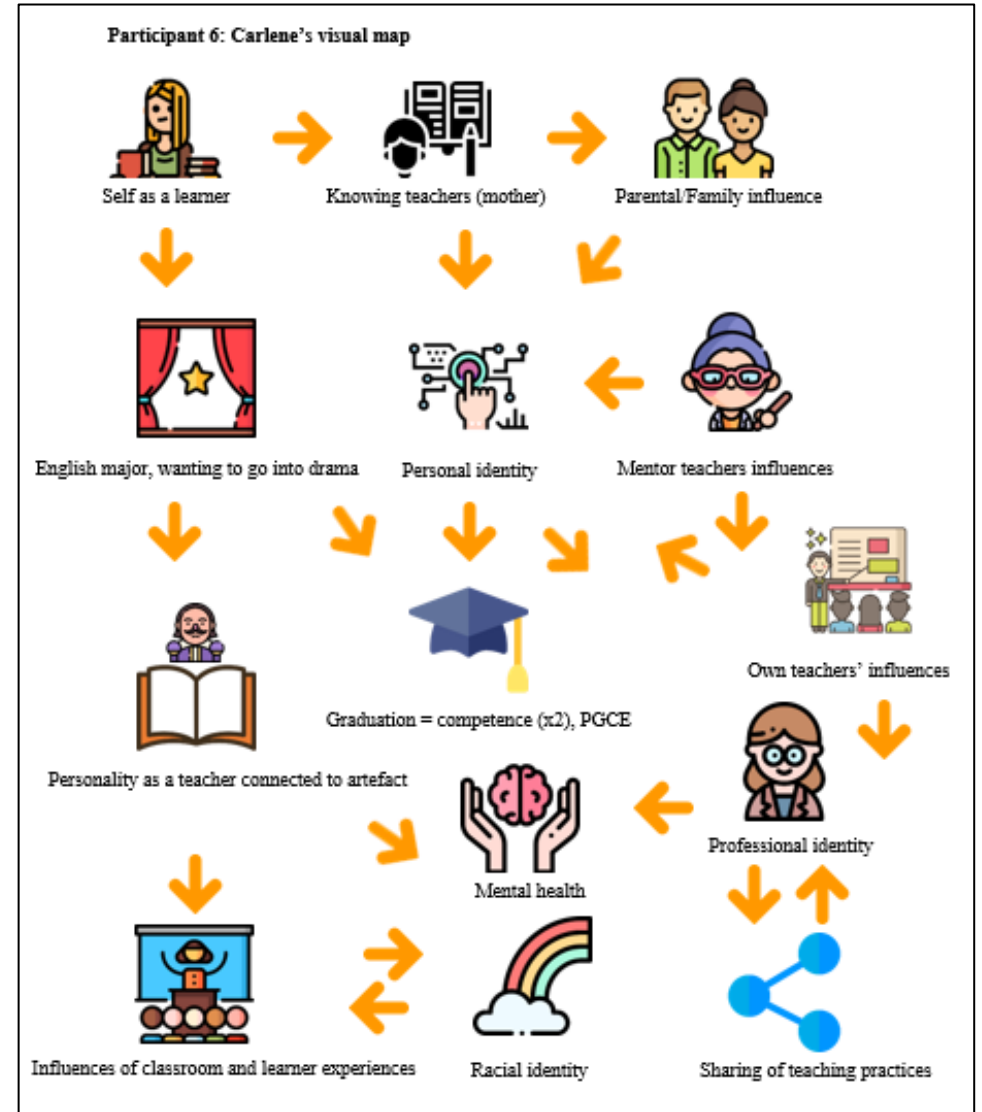 Participant 6: Carlene's visual map
Self as a learner
Knowing teachers (mother)
Parental/Family influence
English major, wanting to go into drama
Personal identity
Mentor teachers influences
Own teachers' influences
Graduation = competence (x2), PGCE
Personality as a teacher connected to artefact
Professional identity
Mental health
Influences of classroom and learner experiences
Racial identity
Sharing of teaching practices